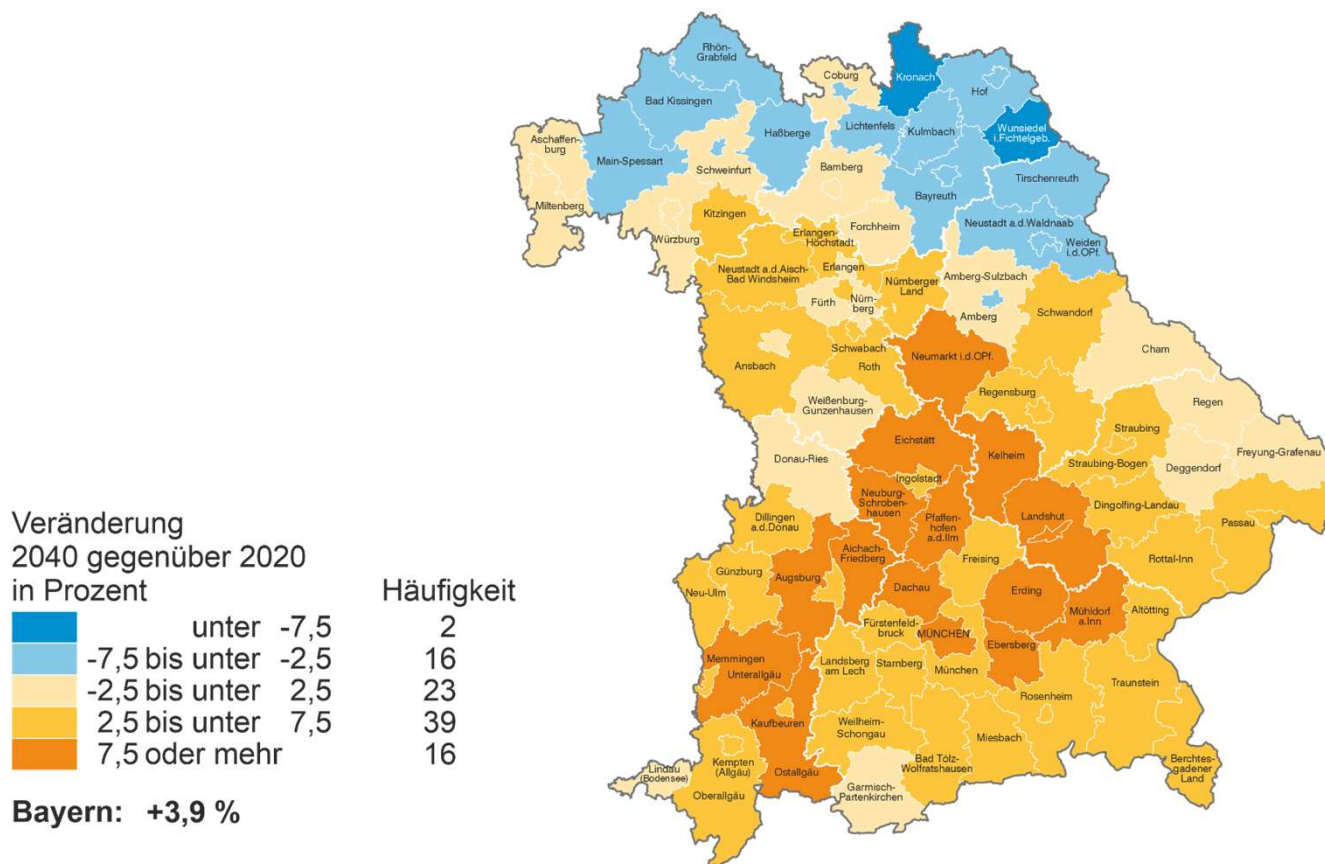 Veränderung
2040 gegenüber 2020
in Prozent Häufigkeit
unter -7,5 2
-7,5 bis unter -2,5 16
-2,5 bis unter 2,5 23
2,5 bis unter 7,5 39
7,5 oder mehr 16
Bayern: +3,9 %
Rhön-
Grabfeld
Coburg
Kronach
Hof
Bad Kissingen
Aschaffen-
burg
Haßberge
Lichtenfels
Kulmbach
Wunsiedel
i.Fichtelgeb.
Main-Spessart
Schweinfurt
Bamberg
Bayreuth
Tirschenreuth
Miltenberg
Würzburg
Kitzingen
Forchheim
Neustadt a.d.Waldnaab
Weiden
i.d.OPf.
Erlangen-
Höchstadt
Neustadt a.d.Aisch-
Bad Windsheim
Erlangen
Nürnberger
Land
Amberg-Sulzbach
Fürth
Nürn-
berg
Amberg
Schwandorf
Ansbach
Schwabach
Roth
Neumarkt i.d.OPf.
Cham
Weißenburg-
Gunzenhausen
Regensburg
Regen
Donau-Ries
Eichstätt
Kelheim
Straubing
Straubing-Bogen
Deggendorf
Freyung-Grafenau
Ingolstadt
Neuburg-
Schroben-
hausen
Pfaffen-
hofen
a.d.Ilm
Landshut
Dingolfing-Landau
Passau
Dillingen
a.d.Donau
Aichach-
Friedberg
Freising
Rottal-Inn
Günzburg
Augsburg
Neu-Ulm
Dachau
Erding
Mühldorf
a.Inn
Altötting
Fürstenfeld-
bruck
MÜNCHEN
Ebersberg
Memmingen
Unterallgäu
Landsberg
am Lech
Starnberg
München
Rosenheim
Traunstein
Kaufbeuren
Weilheim-
Schongau
Miesbach
Bad Tölz-
Wolfratshausen
Berchtes-
gadener
Land
Lindau
(Bodensee)
Kempten
(Allgäu)
Oberallgäu
Ostallgäu
Garmisch-
Partenkirchen